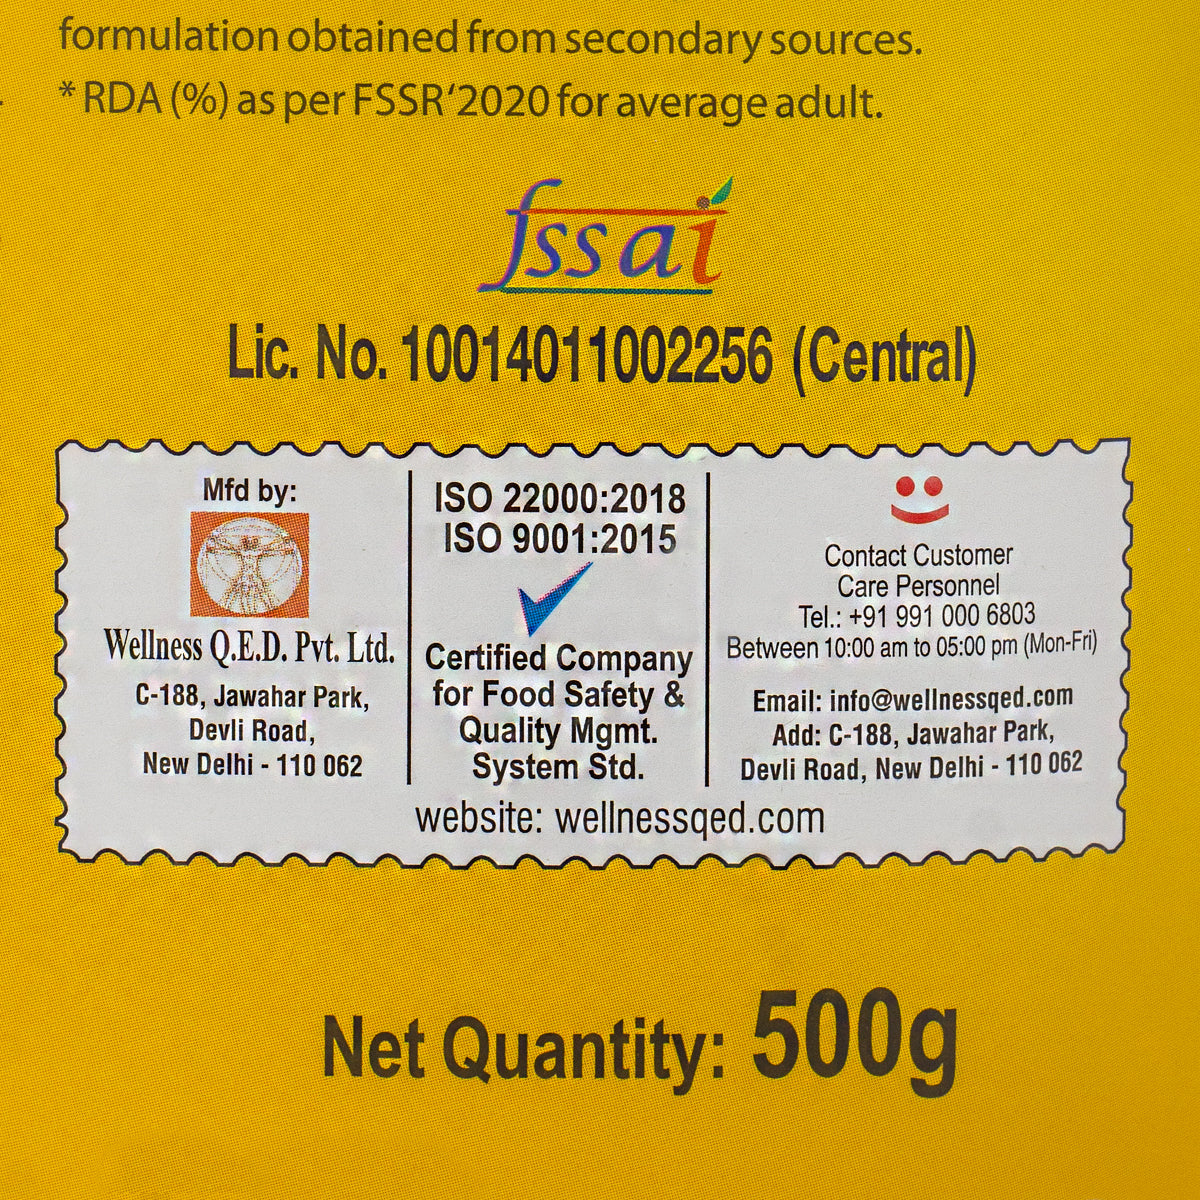 formulation obtained from secondary sources.
* RDA (%) as per FSSR‘2020 for average adult.
fssai
Lic. No. 10014011002256 (Central)
Mfd by:
Wellness Q.E.D. Pvt. Ltd.
C-188, Jawahar Park,
Devli Road,
New Delhi - 110 062
ISO 22000:2018
ISO 9001:2015
Certified Company
for Food Safety &
Quality Mgmt.
System Std.
Contact Customer
Care Personnel
Tel.: +91 991 000 6803
Between 10:00 am to 05:00 pm (Mon-Fri)
Email: info@wellnessqed.com
Add: C-188, Jawahar Park,
Devli Road, New Delhi - 110 062
website: wellnessqed.com
Net Quantity: 500g